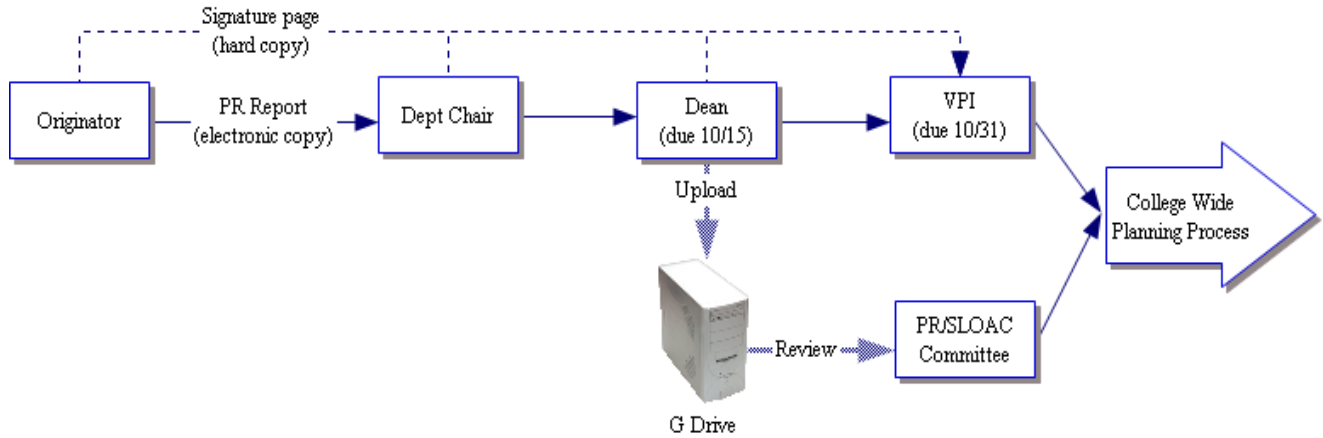 Signature page
(hard copy)
Originator
PR Report
(electronic copy)
Dept Chair
Dean
(due 10/15)
VPI
(due 10/31)
Upload
College Wide
Planning Process
PR/SLOAC
Committee
Review
G Drive